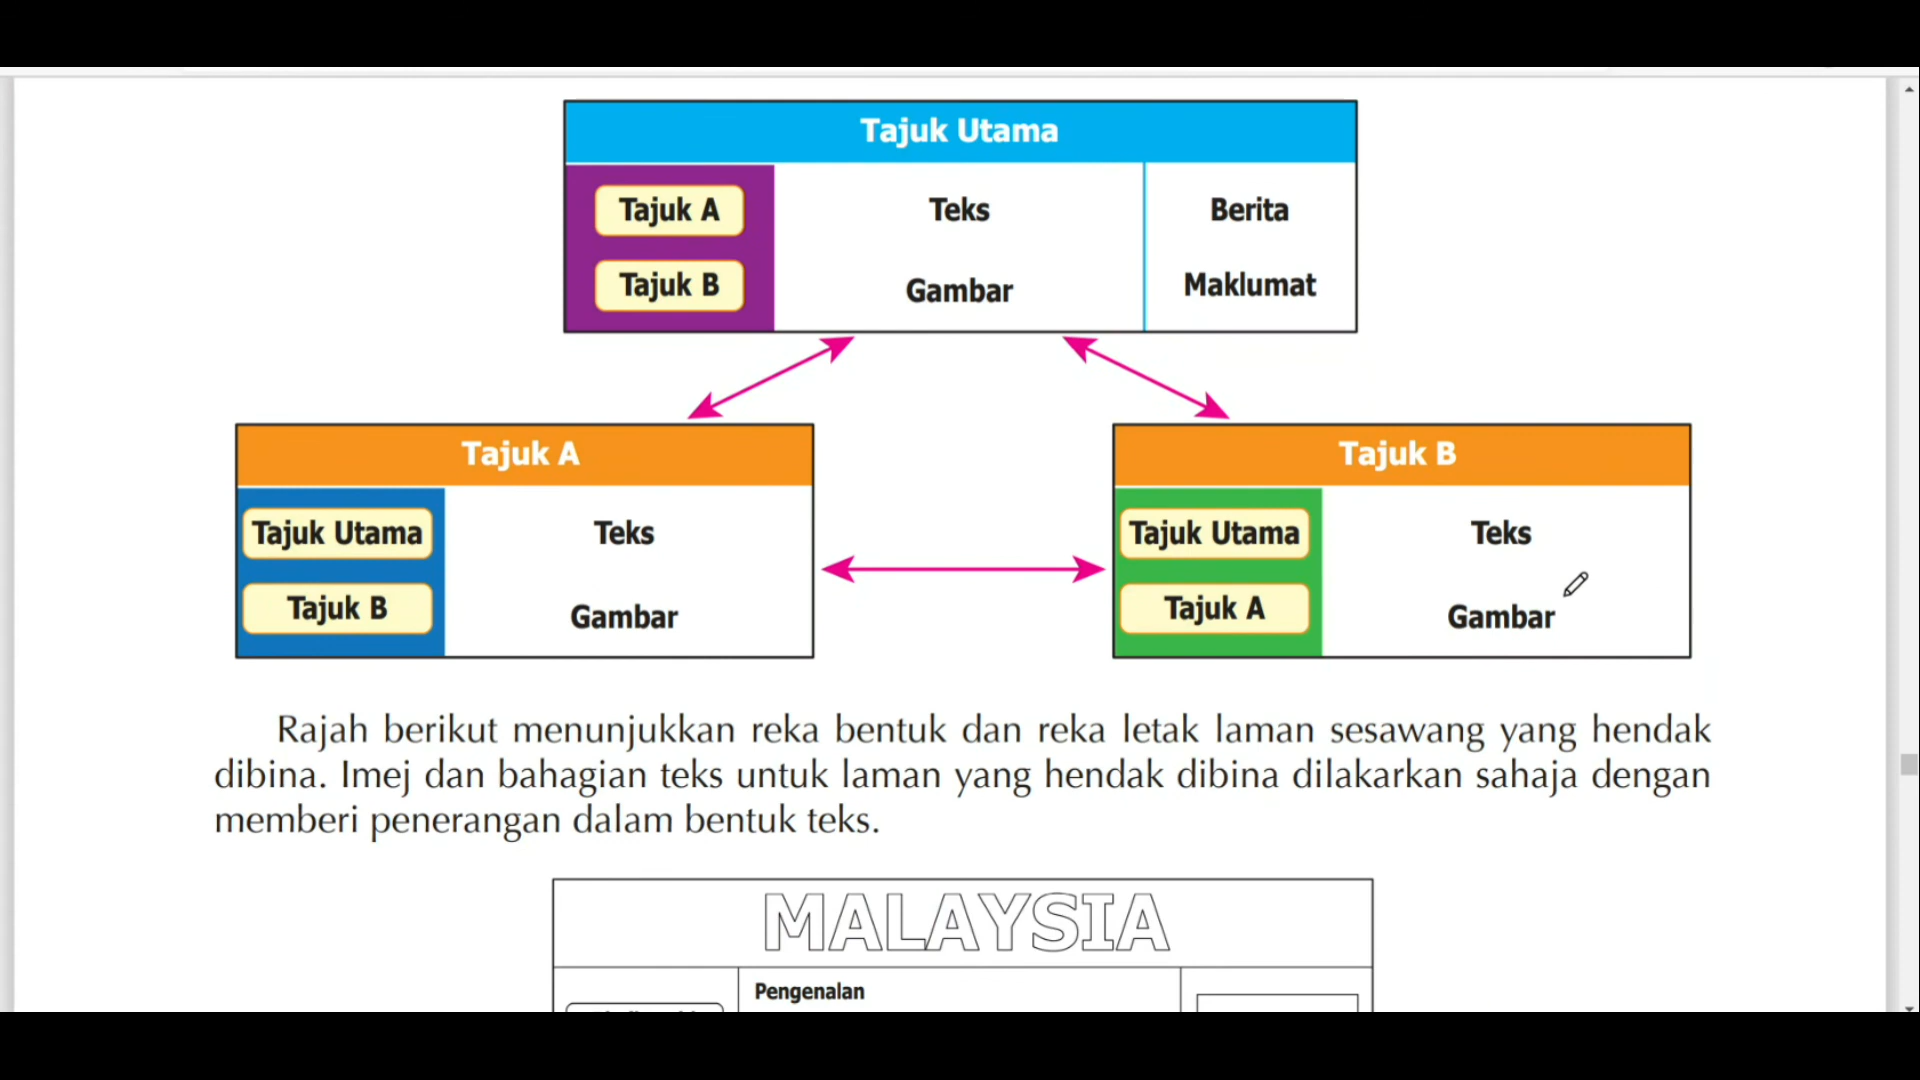 Tajuk Utama
Tajuk A
Teks
Berita
Tajuk B
Gambar
Maklumat
Tajuk A
Tajuk B
Tajuk Utama
Teks
Tajuk Utama
Teks
Tajuk B
Gambar
Tajuk A
Gambar
Rajah berikut menunjukkan reka bentuk dan reka letak laman sesawang yang hendak
dibina. Imej dan bahagian teks untuk laman yang hendak dibina dilakarkan sahaja dengan
memberi penerangan dalam bentuk teks.
MALAYSIA
Pengenalan